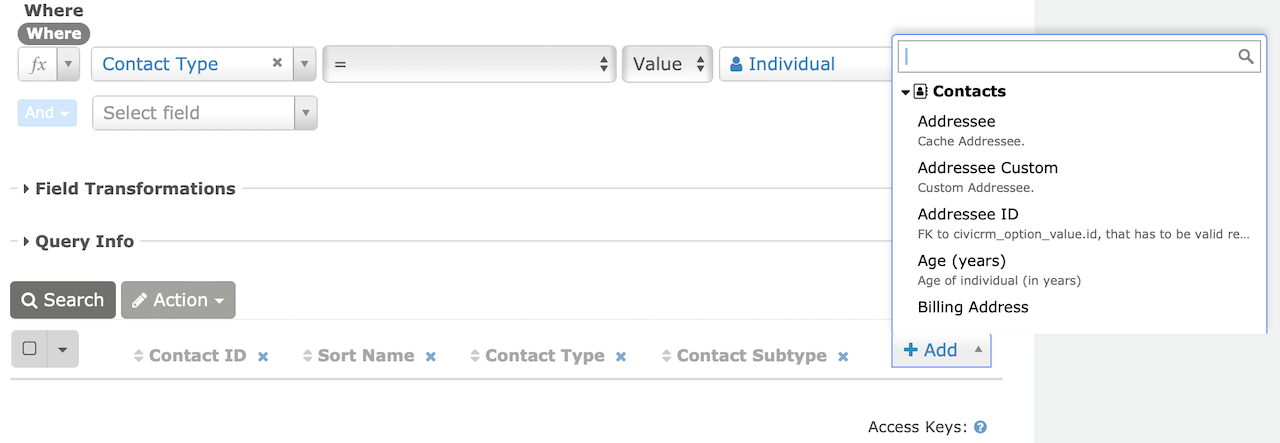 Where
Where
fx Contact Type × = Value Individual
And Select field
Field Transformations
Query Info
Search Action
Contact ID × Sort Name × Contact Type × Contact Subtype × + Add
Contacts
Addressee
Cache Addressee.
Addressee Custom
Custom Addressee.
Addressee ID
FK to civicrm_option_value.id, that has to be valid re...
Age (years)
Age of individual (in years)
Billing Address
Access Keys: ?